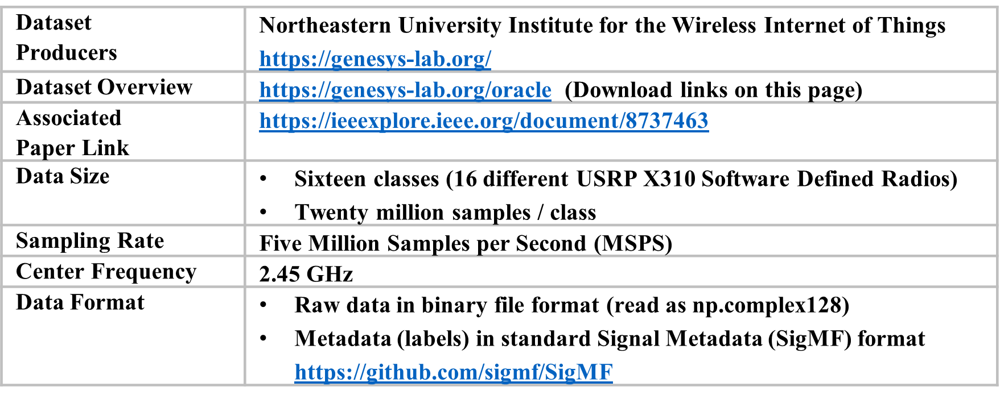 Dataset
Producers
Northeastern University Institute for the Wireless Internet of Things
https://genesys-lab.org/
Dataset Overview
https://genesys-lab.org/oracle (Download links on this page)
Associated
Paper Link
https://ieeexplore.ieee.org/document/8737463
Data Size
• Sixteen classes (16 different USRP X310 Software Defined Radios)
• Twenty million samples / class
Sampling Rate
Five Million Samples per Second (MSPS)
Center Frequency
2.45 GHz
Data Format
• Raw data in binary file format (read as np.complex128)
• Metadata (labels) in standard Signal Metadata (SigMF) format
https://github.com/sigmf/SigMF